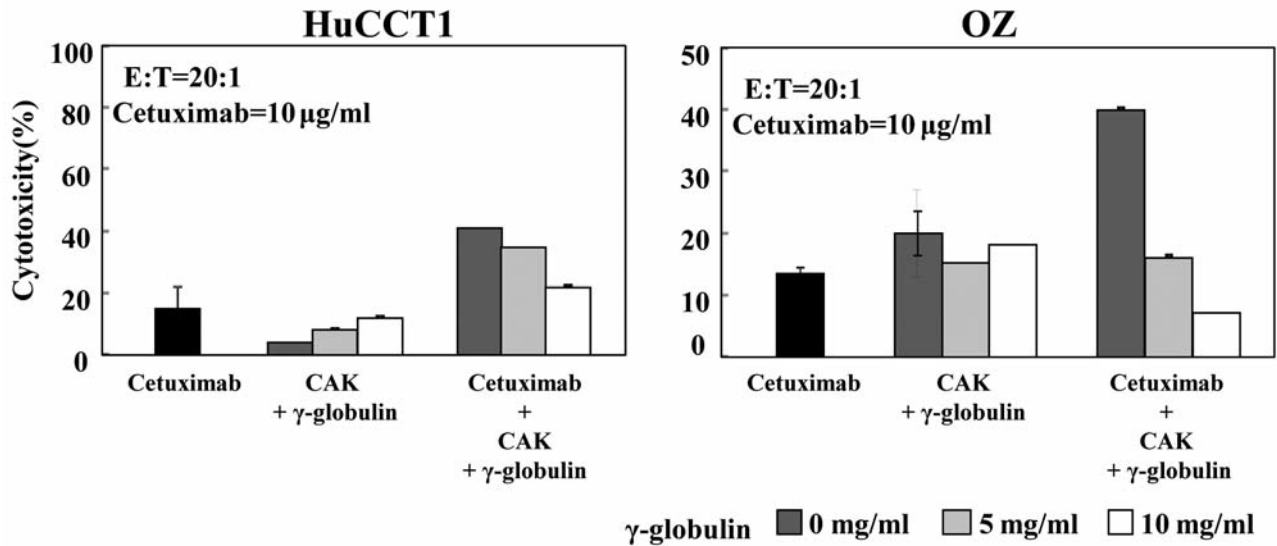 HuCCT1
Cytotoxicity(%)
100
80
60
40
20
0
E:T=20:1
Cetuximab=10 μg/ml
Cetuximab
CAK
+ γ-globulin
Cetuximab
+
CAK
+ γ-globulin
OZ
50
40
30
20
10
0
E:T=20:1
Cetuximab=10 μg/ml
Cetuximab
CAK
+ γ-globulin
Cetuximab
+
CAK
+ γ-globulin
γ-globulin 0 mg/ml 5 mg/ml 10 mg/ml